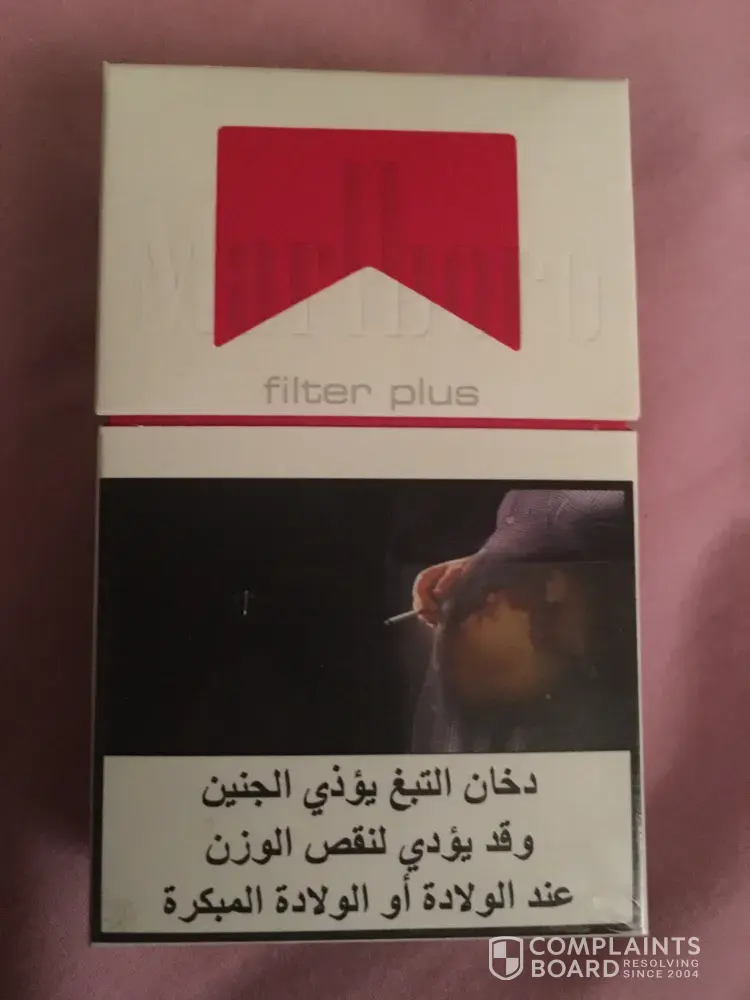 Marlboro
filter plus
دخان التبغ يؤذي الجنين
وقد يؤدي لنقص الوزن
عند الولادة أو الولادة المبكرة
COMPLAINTS
BOARD RESOLVING
SINCE 2004